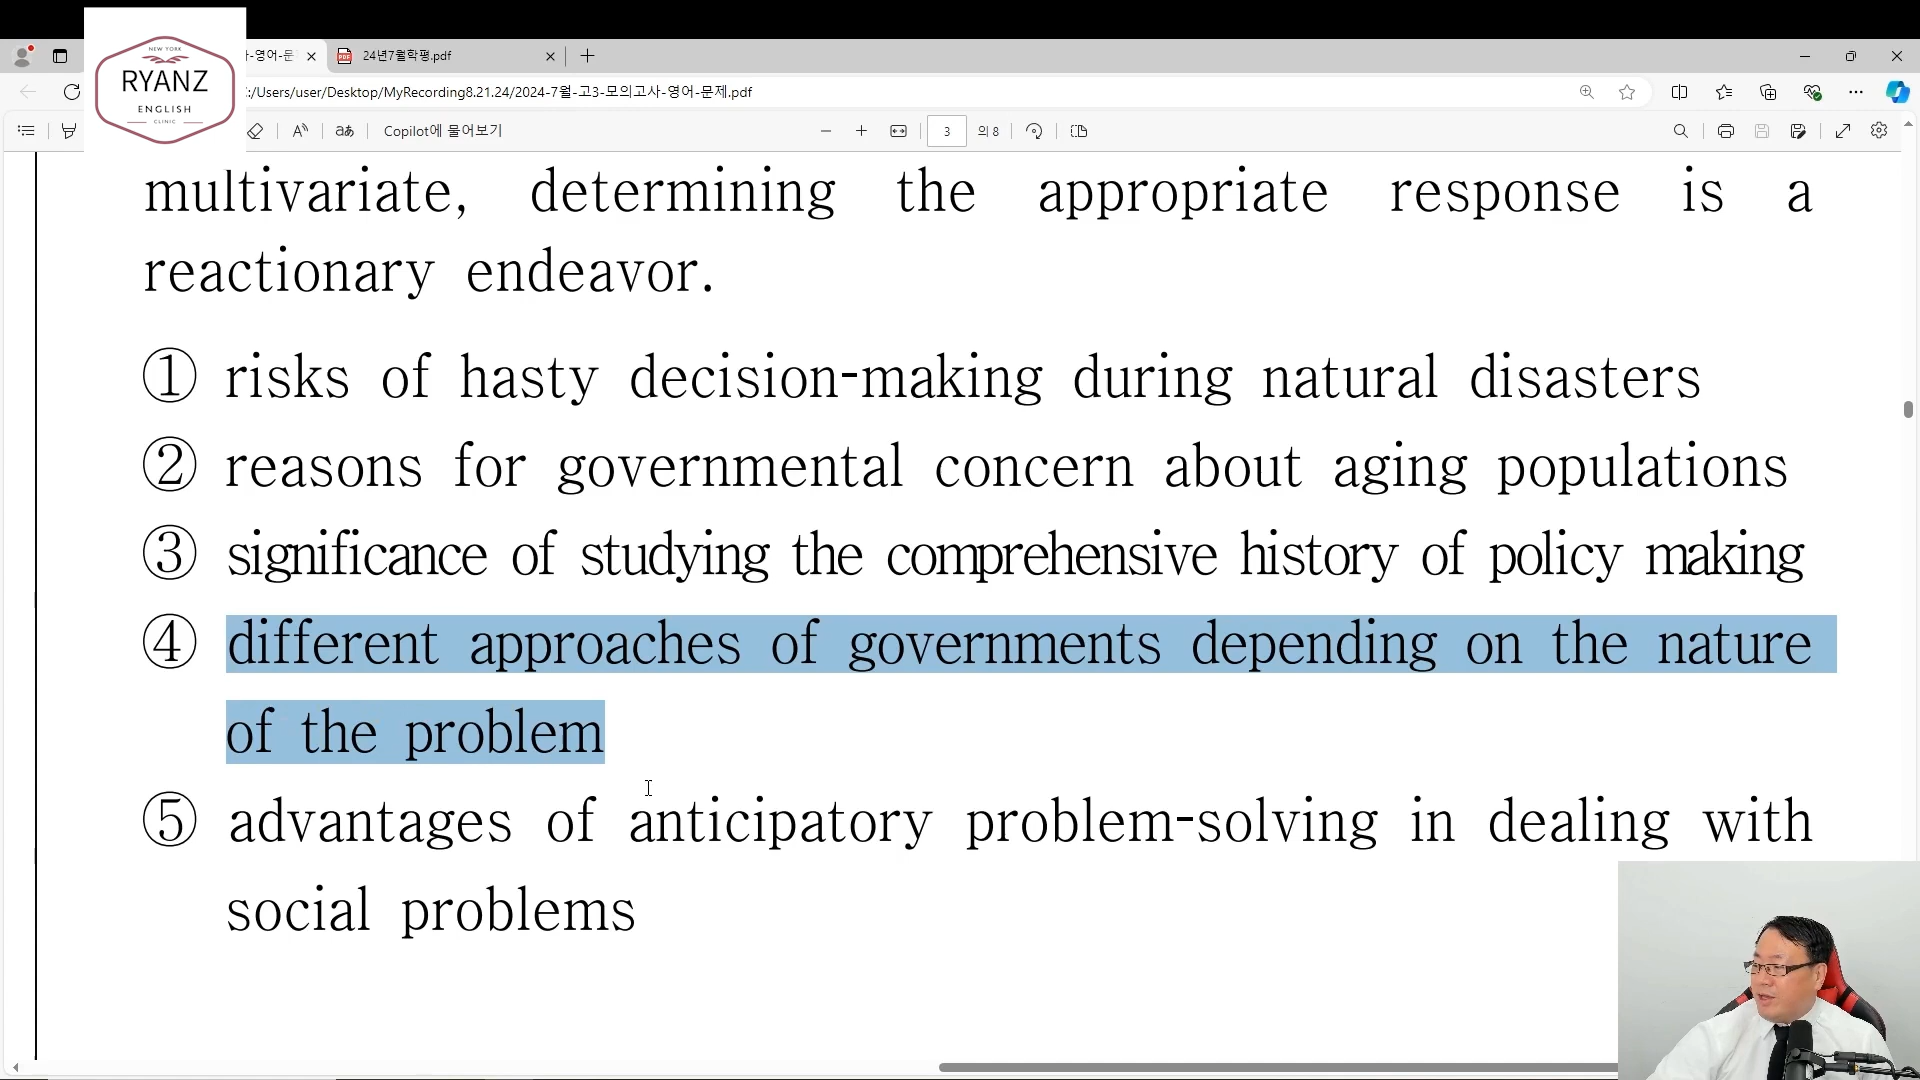 NEW YORK
RYANZ
ENGLISH
CLINIC
-영어-문
24년7월학평.pdf
:/Users/user/Desktop/MyRecording8.21.24/2024-7월-고3-모의고사-영어-문제.pdf
aあ
Copilot에 물어보기
3
의 8
multivariate, determining the appropriate response is a
reactionary endeavor.
① risks of hasty decision-making during natural disasters
② reasons for governmental concern about aging populations
③ significance of studying the comprehensive history of policy making
④ different approaches of governments depending on the nature
of the problem
⑤ advantages of anticipatory problem-solving in dealing with
social problems